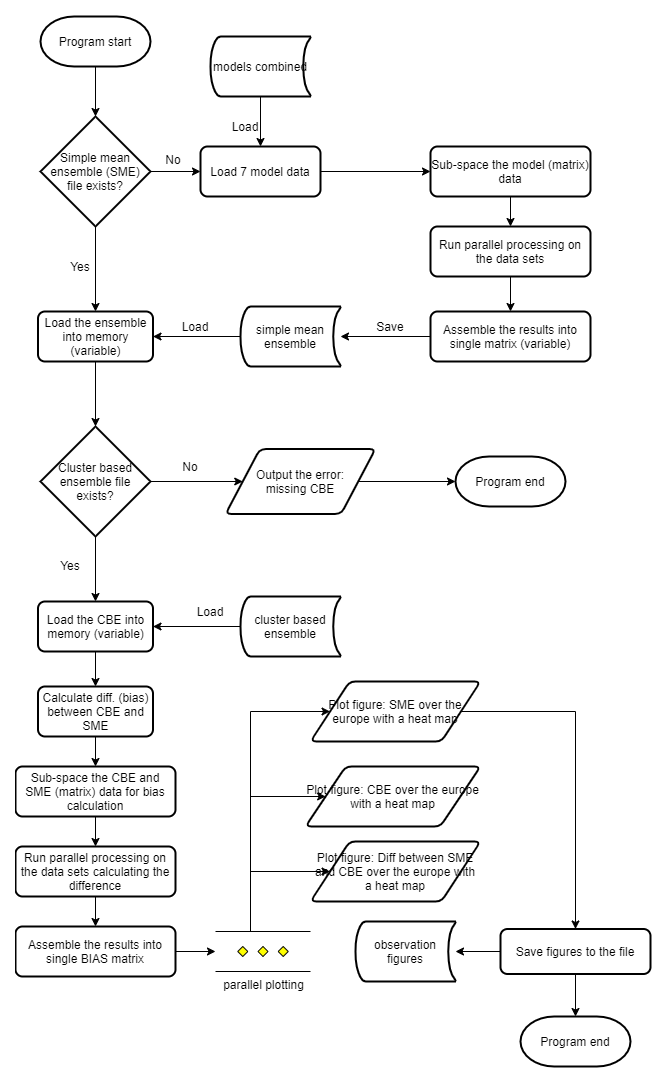 Program start
models combined
Load
Simple mean
ensemble (SME)
file exists?
No
Load 7 model data
Sub-space the model (matrix)
data
Run parallel processing on
the data sets
Yes
Load the ensemble
into memory
(variable)
Load
simple mean
ensemble
Save
Assemble the results into
single matrix (variable)
Cluster based
ensemble file
exists?
No
Output the error:
missing CBE
Program end
Yes
Load the CBE into
memory (variable)
Load
cluster based
ensemble
Calculate diff. (bias)
between CBE and
SME
Plot figure: SME over the
europe with a heat map
Sub-space the CBE and
SME (matrix) data for bias
calculation
Plot figure: CBE over the europe
with a heat map
Run parallel processing on
the data sets calculating the
difference
Plot figure: Diff between SME
and CBE over the europe with
a heat map
Assemble the results into
single BIAS matrix
parallel plotting
observation
figures
Save figures to the file
Program end